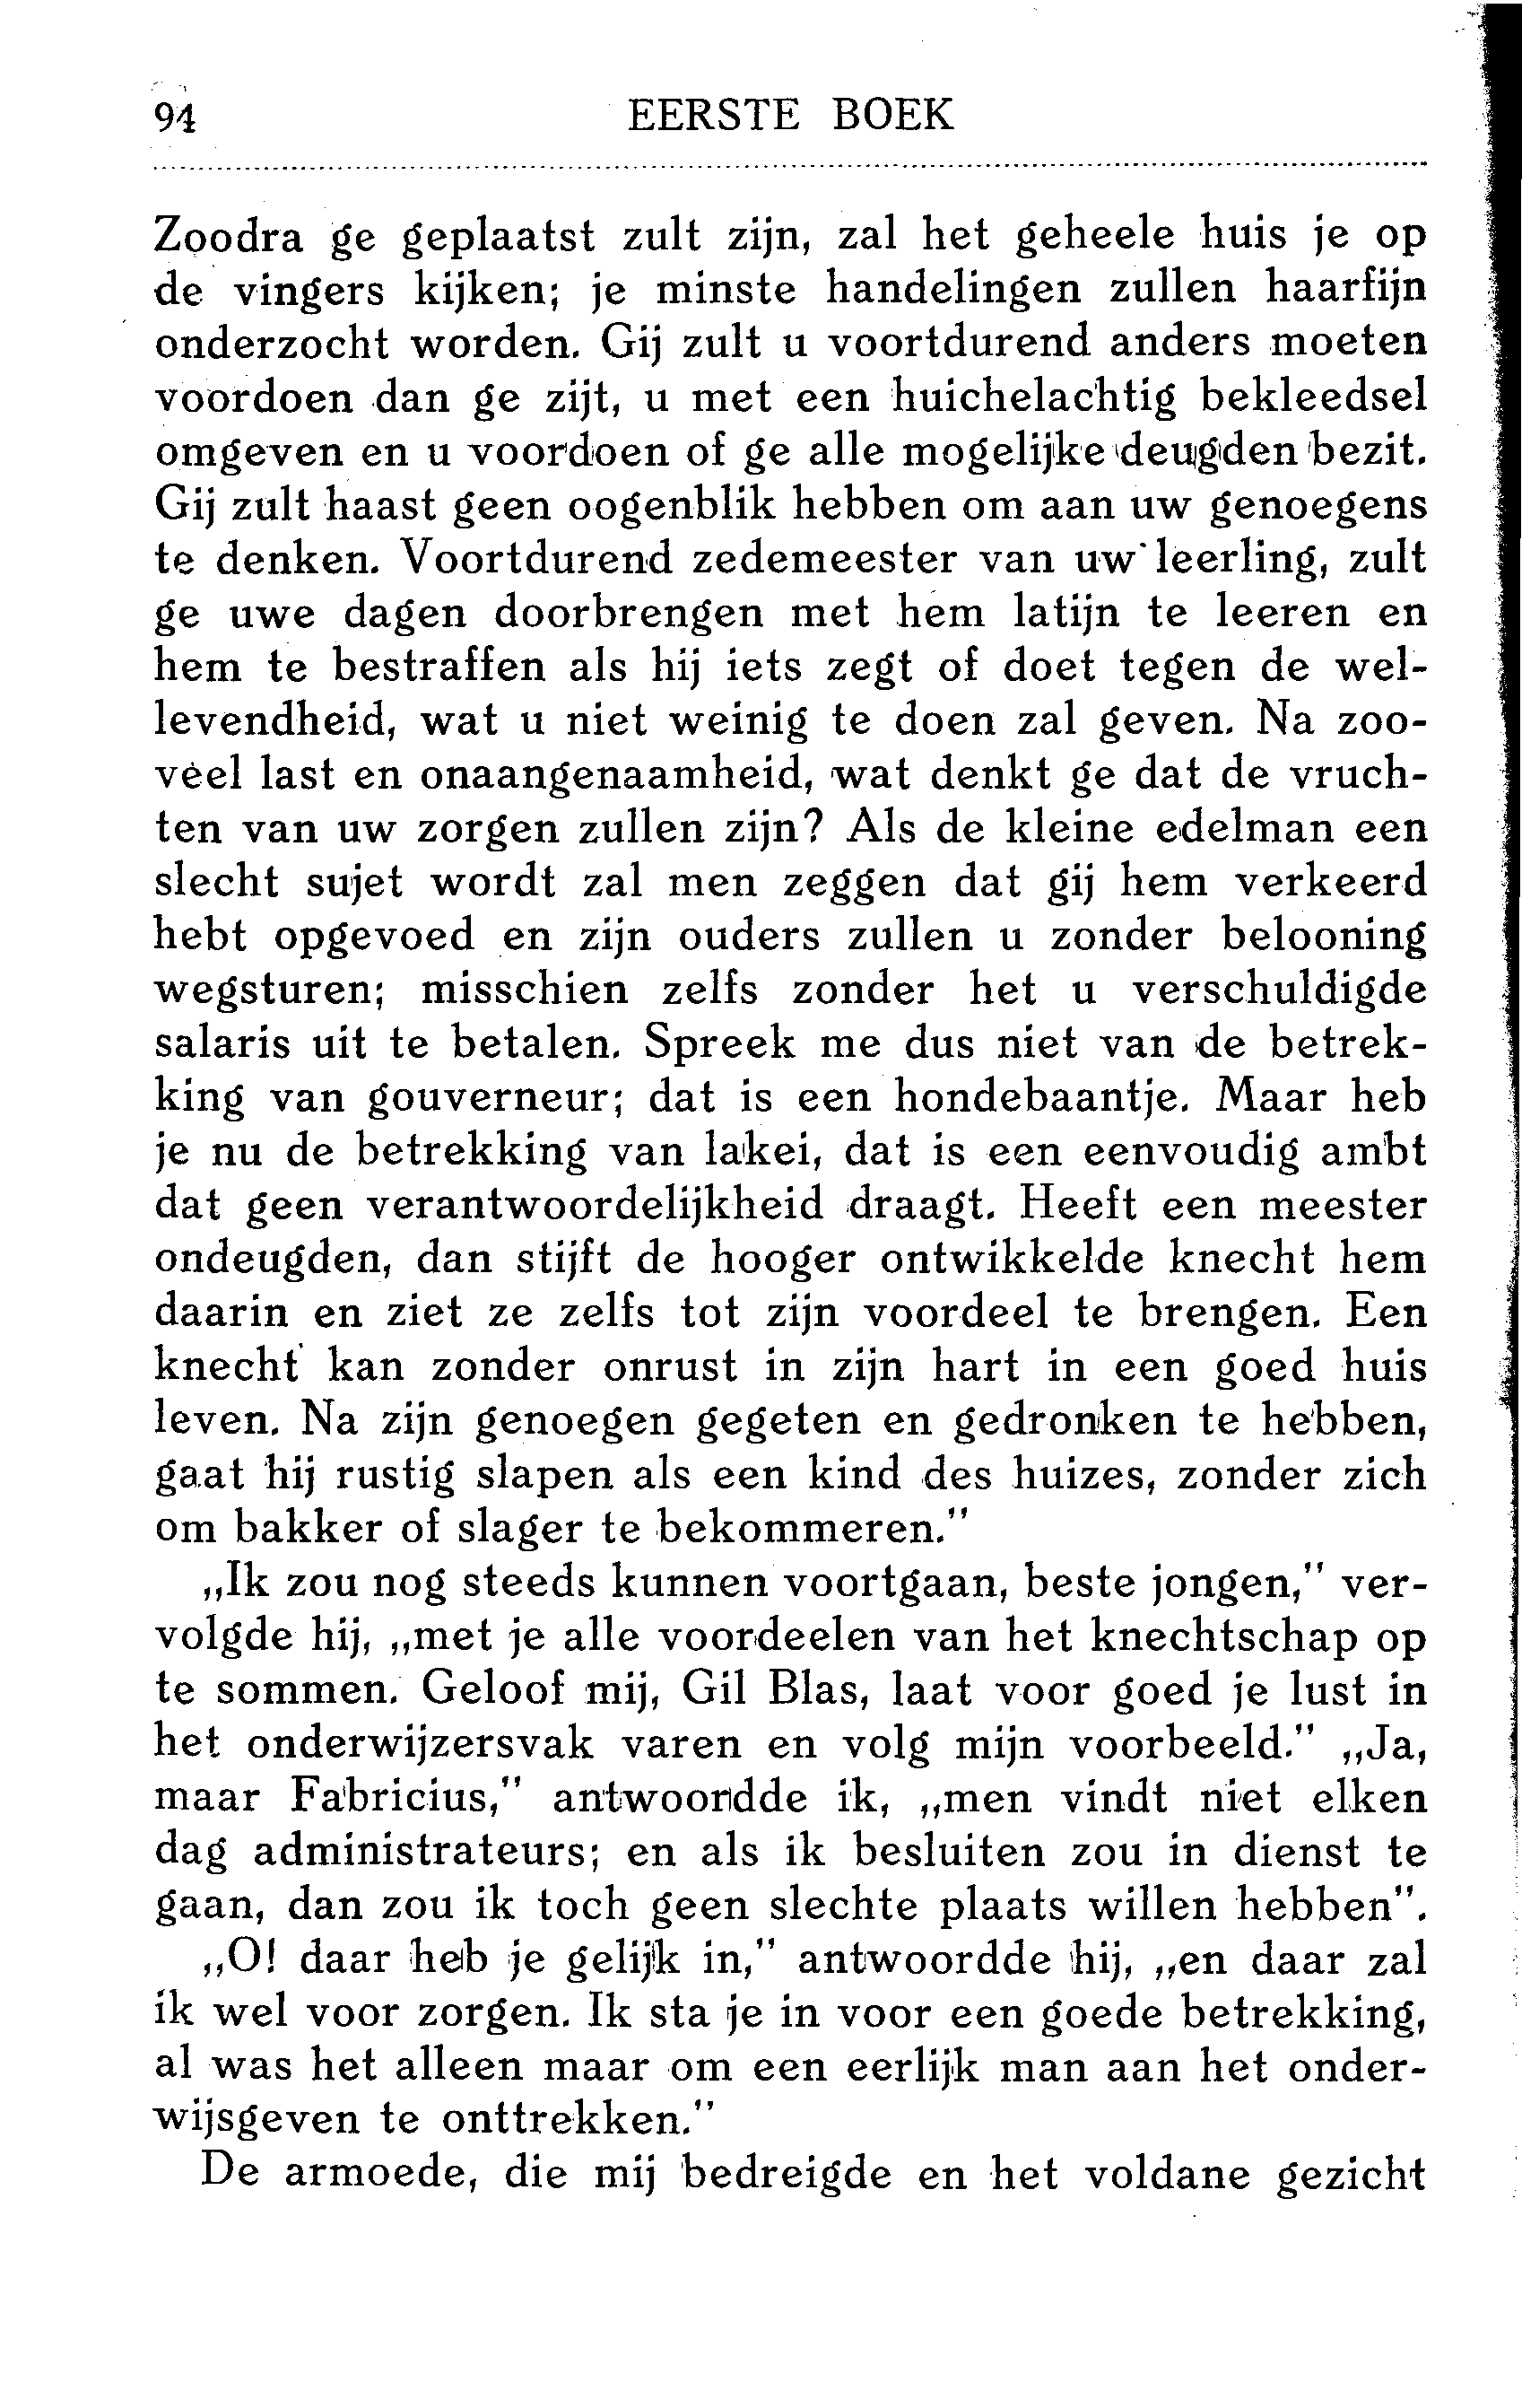 94 EERSTE BOEK
Zoodra ge geplaatst zult zijn, zal het geheele huis je op
de vingers kijken; je minste handelingen zullen haarfijn
onderzocht worden. Gij zult u voortdurend anders moeten
voordoen dan ge zijt, u met een huichelachtig bekleedsel
omgeven en u voordoen of ge alle mogelijke deugden bezit.
Gij zult haast geen oogenblik hebben om aan uw genoegens
te denken. Voortdurend zedemeester van uw leerling, zult
ge uwe dagen doorbrengen met hem latijn te leeren en
hem te bestraffen als hij iets zegt of doet tegen de wel-
levendheid, wat u niet weinig te doen zal geven. Na zoo-
veel last en onaangenaamheid, wat denkt ge dat de vruch-
ten van uw zorgen zullen zijn? Als de kleine edelman een
slecht sujet wordt zal men zeggen dat gij hem verkeerd
hebt opgevoed en zijn ouders zullen u zonder belooning
wegsturen; misschien zelfs zonder het u verschuldigde
salaris uit te betalen. Spreek me dus niet van de betrek-
king van gouverneur; dat is een hondebaantje. Maar heb
je nu de betrekking van lakei, dat is een eenvoudig ambt
dat geen verantwoordelijkheid draagt. Heeft een meester
ondeugden, dan stijft de hooger ontwikkelde knecht hem
daarin en ziet ze zelfs tot zijn voordeel te brengen. Een
knecht kan zonder onrust in zijn hart in een goed huis
leven. Na zijn genoegen gegeten en gedronken te hebben,
gaat hij rustig slapen als een kind des huizes, zonder zich
om bakker of slager te bekommeren."
„Ik zou nog steeds kunnen voortgaan, beste jongen," ver-
volgde hij, „met je alle voordeelen van het knechtschap op
te sommen. Geloof mij, Gil Blas, laat voor goed je lust in
het onderwijzersvak varen en volg mijn voorbeeld." „Ja,
maar Fabricius," antwoordde ik, „men vindt niet elken
dag administrateurs; en als ik besluiten zou in dienst te
gaan, dan zou ik toch geen slechte plaats willen hebben".
„O! daar heb je gelijk in," antwoordde hij, „en daar zal
ik wel voor zorgen. Ik sta je in voor een goede betrekking,
al was het alleen maar om een eerlijk man aan het onder-
wijsgeven te onttrekken."
De armoede, die mij bedreigde en het voldane gezicht